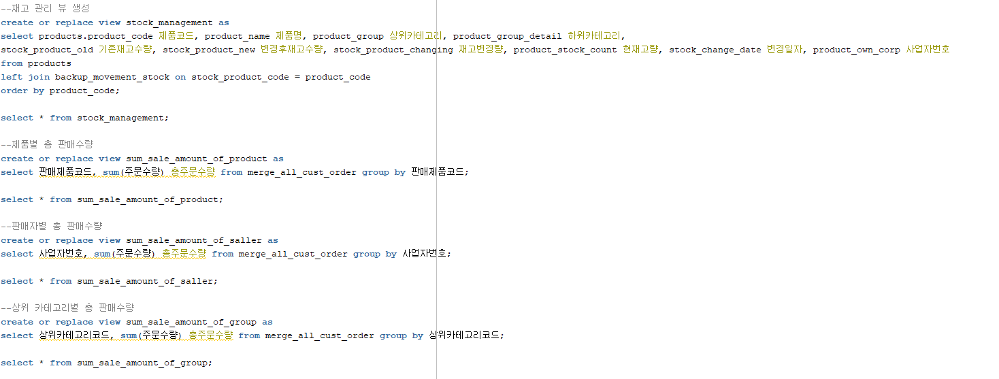 --재고 관리 뷰 생성
create or replace view stock_management as
select products.product_code 제품코드, product_name 제품명, product_group 상위카테고리, product_group_detail 하위카테고리,
stock_product_old 기존재고수량, stock_product_new 변경후재고수량, stock_product_changing 재고변경량, product_stock_count 현재고량, stock_change_date 변경일자, product_own_corp 사업자번호
from products
left join backup_movement_stock on stock_product_code = product_code
order by product_code;
select * from stock_management;
--제품별 총 판매수량
create or replace view sum_sale_amount_of_product as
select 판매제품코드, sum(주문수량) 총주문수량 from merge_all_cust_order group by 판매제품코드;
select * from sum_sale_amount_of_product;
--판매자별 총 판매수량
create or replace view sum_sale_amount_of_saller as
select 사업자번호, sum(주문수량) 총주문수량 from merge_all_cust_order group by 사업자번호;
select * from sum_sale_amount_of_saller;
--상위 카테고리별 총 판매수량
create or replace view sum_sale_amount_of_group as
select 상위카테고리코드, sum(주문수량) 총주문수량 from merge_all_cust_order group by 상위카테고리코드;
select * from sum_sale_amount_of_group;